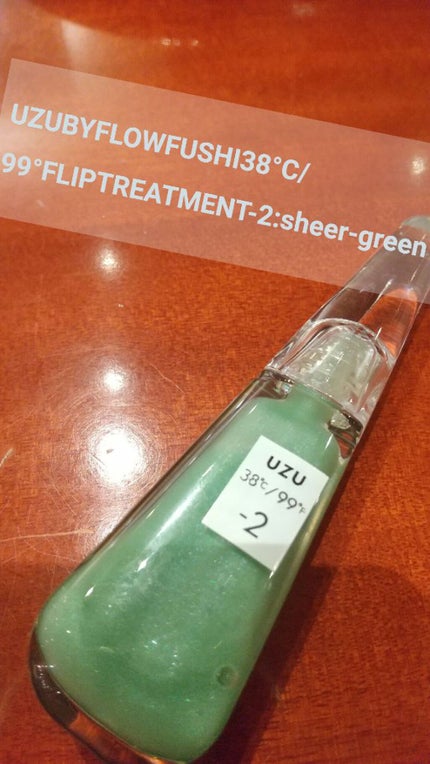 UZUBYFLOWFUSHI38°C/
99°FLIPTREATMENT-2:sheer-green
UZU
38℃/99°F
-2